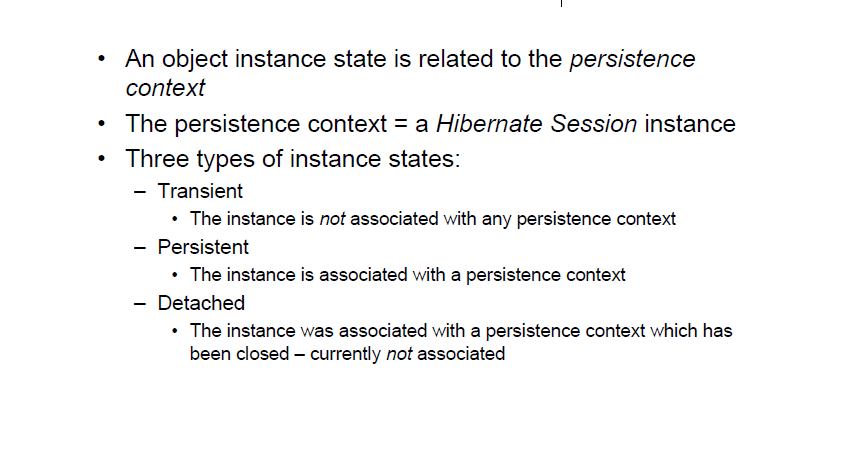 • An object instance state is related to the persistence
context
• The persistence context = a Hibernate Session instance
• Three types of instance states:
– Transient
• The instance is not associated with any persistence context
– Persistent
• The instance is associated with a persistence context
– Detached
• The instance was associated with a persistence context which has
been closed – currently not associated